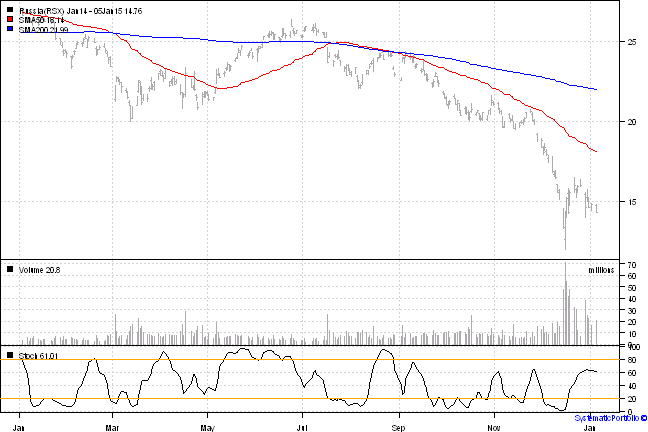 Russia(RSX) Jan14 - 05Jan15 14.76
SMA50 18.14
SMA200 21.99
25
20
15
Volume 20.8
millions
70
60
50
40
30
20
10
0
Stoch 61.01
80
60
40
20
0
Jan Mar May Jul Sep Nov Jan
SystematicPortfolio ©